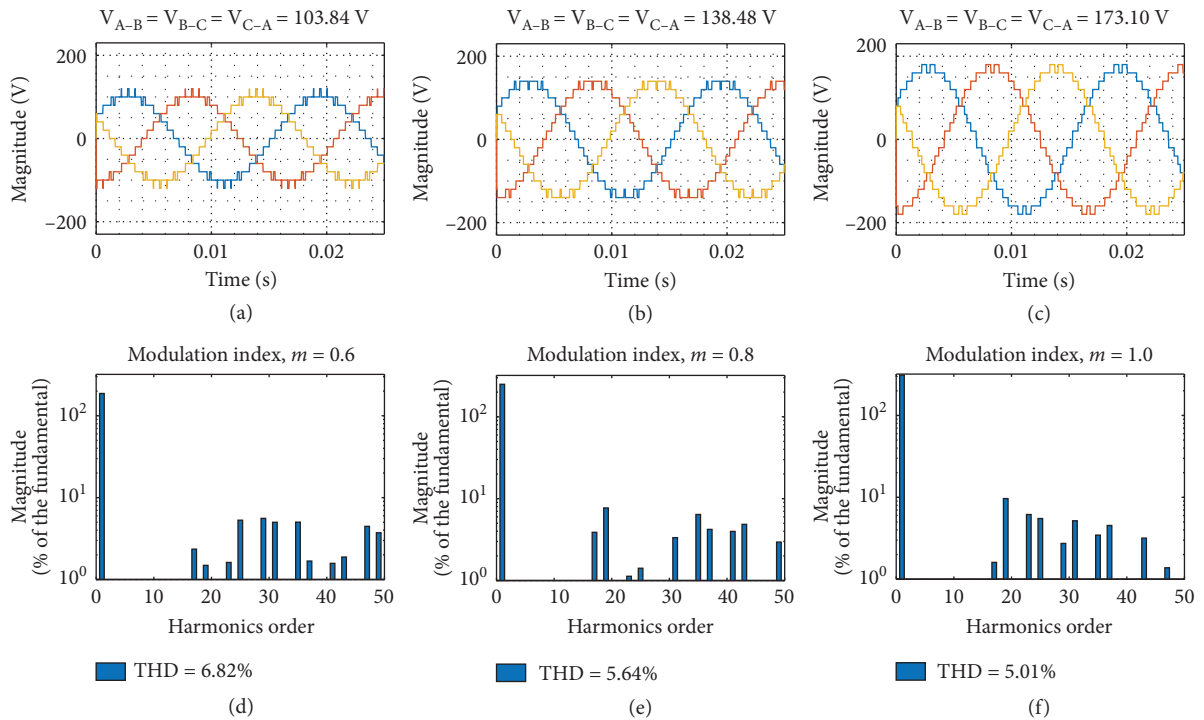 V_A–B = V_B–C = V_C–A = 103.84 V
200
0
−200
Magnitude (V)
0
0.01
0.02
Time (s)
(a)
V_A–B = V_B–C = V_C–A = 138.48 V
200
0
−200
Magnitude (V)
0
0.01
0.02
Time (s)
(b)
V_A–B = V_B–C = V_C–A = 173.10 V
200
0
−200
Magnitude (V)
0
0.01
0.02
Time (s)
(c)
Modulation index, m = 0.6
10²
10¹
10⁰
Magnitude
(% of the fundamental)
0
10
20
30
40
50
Harmonics order
THD = 6.82%
(d)
Modulation index, m = 0.8
10²
10¹
10⁰
Magnitude
(% of the fundamental)
0
10
20
30
40
50
Harmonics order
THD = 5.64%
(e)
Modulation index, m = 1.0
10²
10¹
10⁰
Magnitude
(% of the fundamental)
0
10
20
30
40
50
Harmonics order
THD = 5.01%
(f)